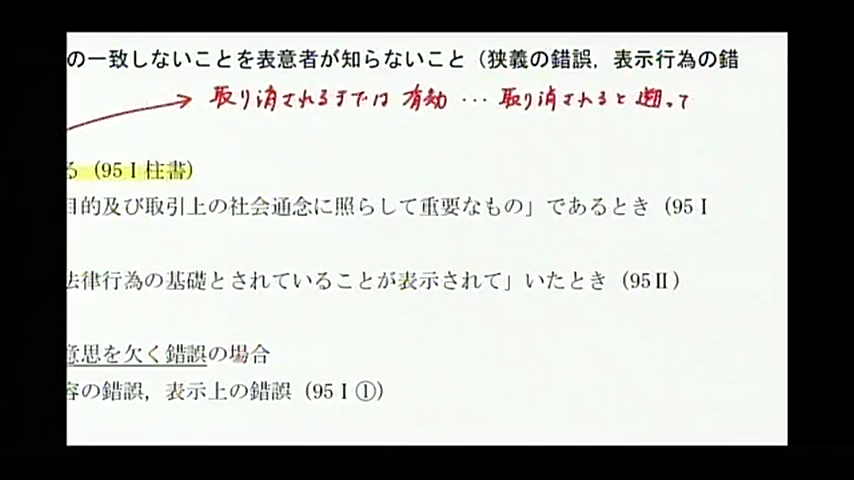 の一致しないことを表意者が知らないこと（狭義の錯誤，表示行為の錯
取り消されるまでは 有効 … 取り消されると 遡って
る（95Ⅰ柱書）
目的及び取引上の社会通念に照らして重要なもの」であるとき（95Ⅰ
法律行為の基礎とされていることが表示されて」いたとき（95Ⅱ）
意思を欠く錯誤の場合
容の錯誤，表示上の錯誤（95Ⅰ①）